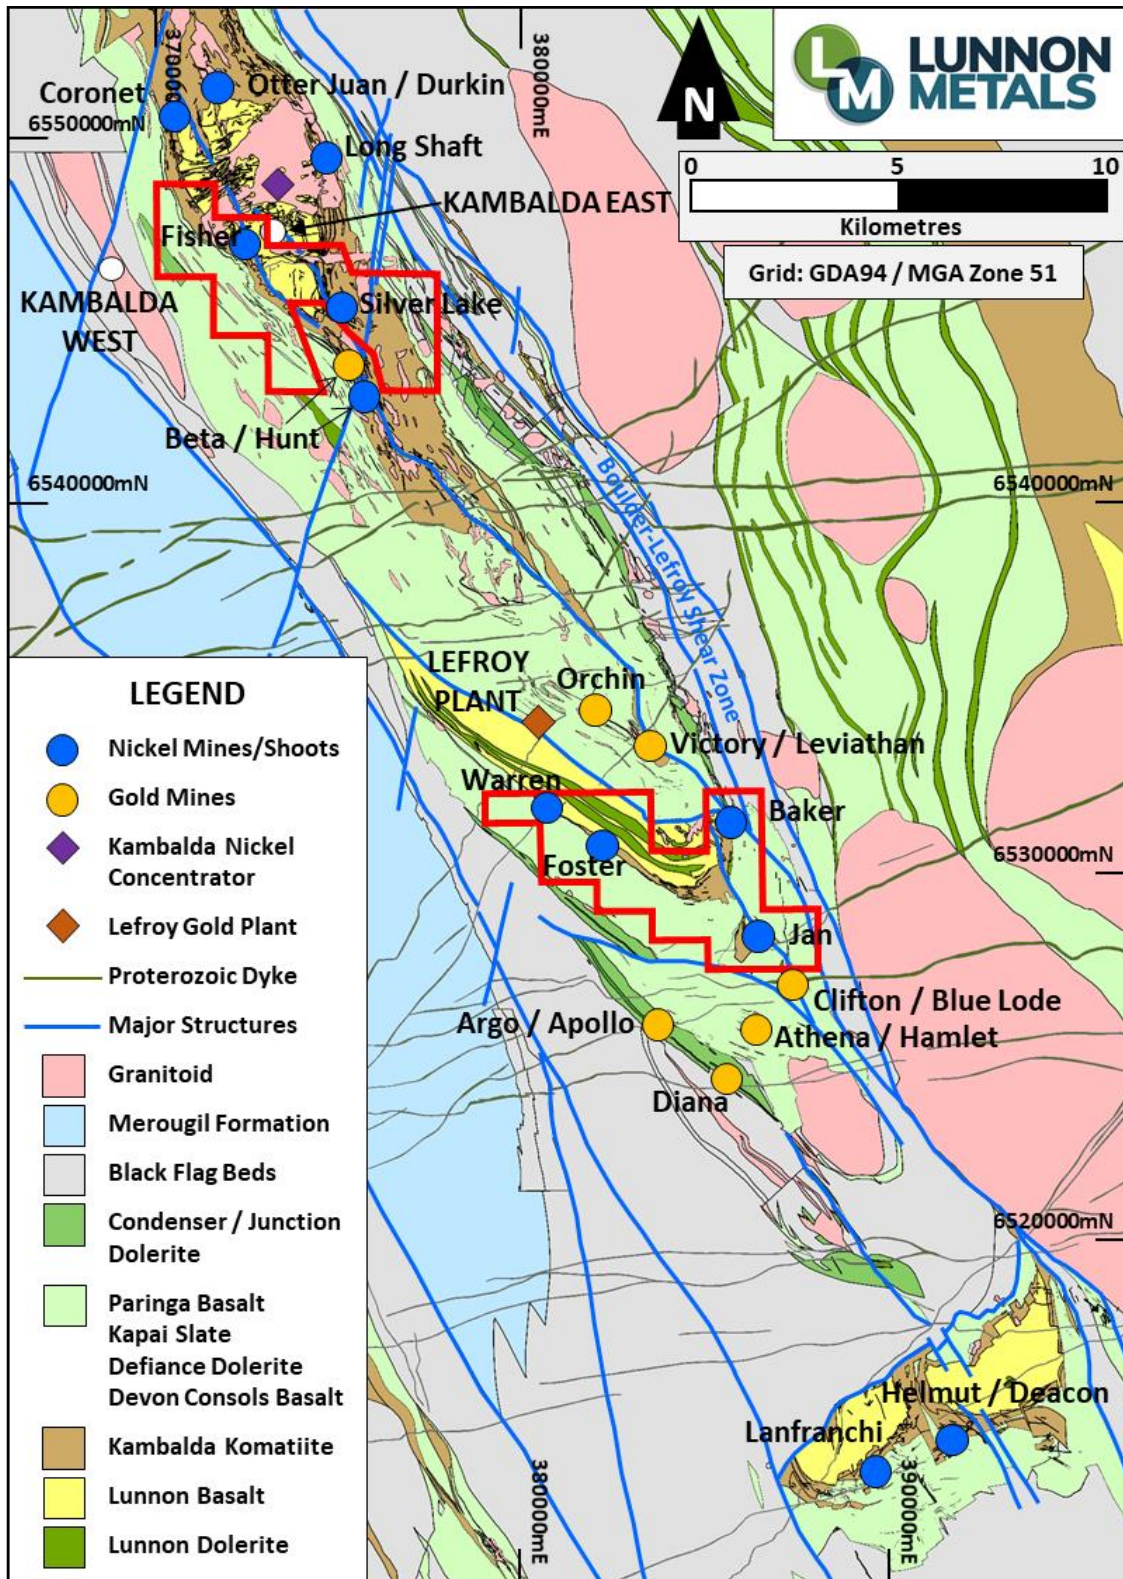 LM LUNNON
METALS
N
0 5 10
Kilometres
Grid: GDA94 / MGA Zone 51
370000mE
380000mE
Coronet
Otter Juan / Durkin
6550000mN
Long Shaft
KAMBALDA EAST
Fisher
KAMBALDA
WEST
Silver Lake
Beta / Hunt
6540000mN
6540000mN
Boulder-Lefroy Shear Zone
LEFROY
PLANT
Orchin
Victory / Leviathan
Warren
Baker
Foster
6530000mN
Jan
Clifton / Blue Lode
Argo / Apollo
Athena / Hamlet
Diana
6520000mN
Helmut / Deacon
Lanfranchi
380000mE
390000mE
LEGEND
Nickel Mines/Shoots
Gold Mines
Kambalda Nickel
Concentrator
Lefroy Gold Plant
Proterozoic Dyke
Major Structures
Granitoid
Merougil Formation
Black Flag Beds
Condenser / Junction
Dolerite
Paringa Basalt
Kapai Slate
Defiance Dolerite
Devon Consols Basalt
Kambalda Komatiite
Lunnon Basalt
Lunnon Dolerite